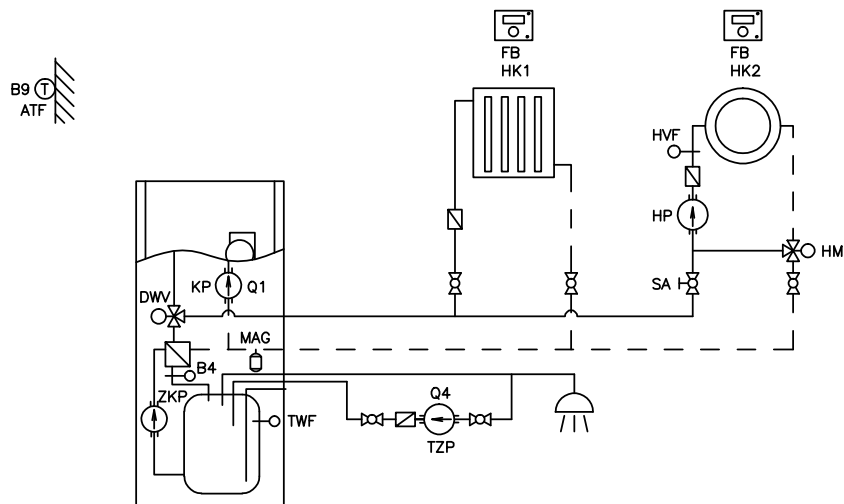 FB
HK1
FB
HK2
B9 T
ATF
HVF
HP
HM
KP Q1
SA
DWV
MAG
B4
ZKP
Q4
TWF
TZP